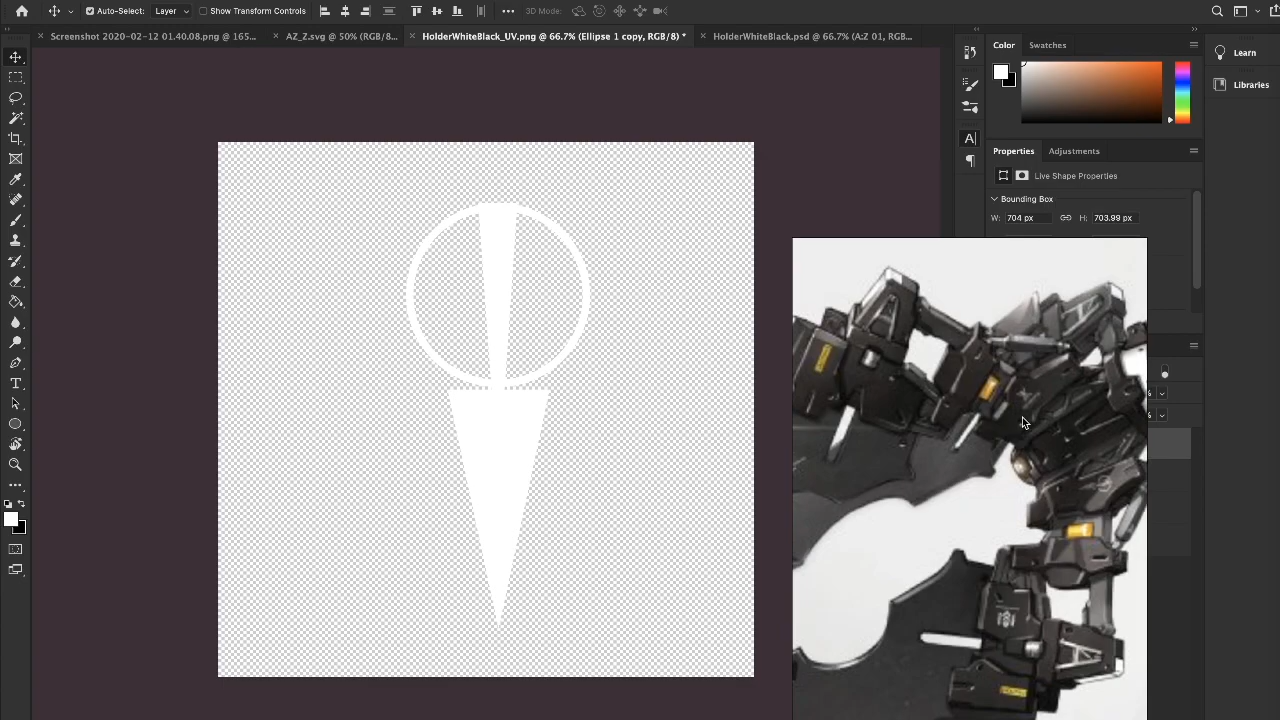 Auto-Select: Layer Show Transform Controls 3D Mode:
Screenshot 2020-02-12 01.40.08.png @ 165... AZ_Z.svg @ 50% (RGB/8... HolderWhiteBlack_UV.png @ 66.7% (Ellipse 1 copy, RGB/8) * HolderWhiteBlack.psd @ 66.7% (A:Z 01, RGB...
Color Swatches
Learn
Libraries
Properties Adjustments
Live Shape Properties
Bounding Box
W: 704 px H: 703.99 px
%
%